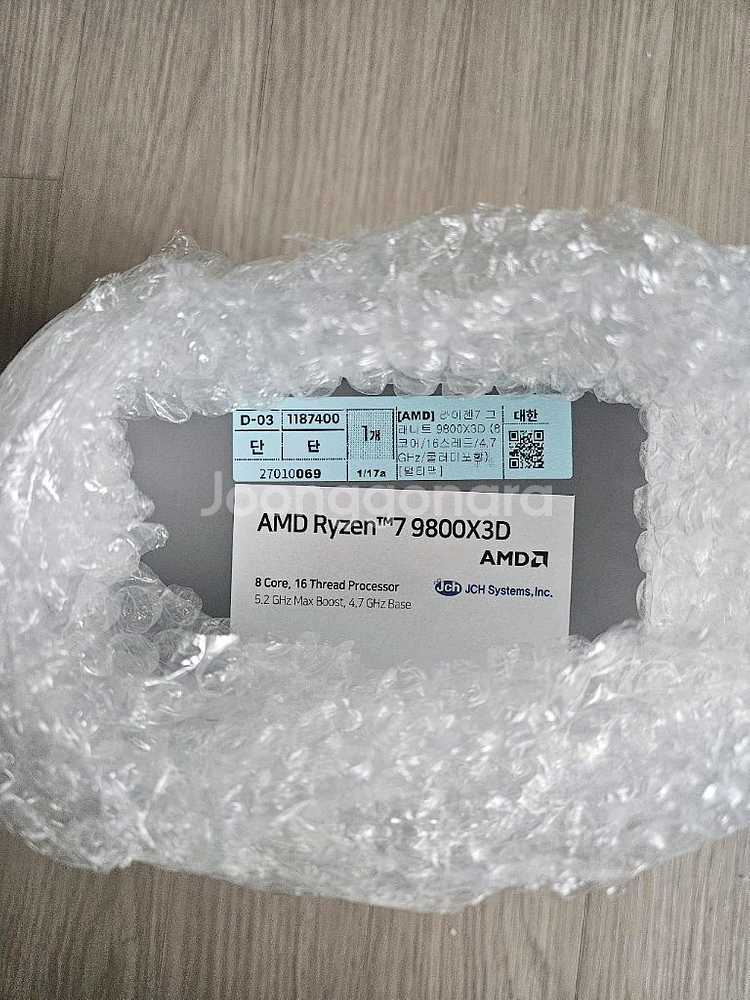 D-03 1187400
단 단
27010069
1개
1/17a
[AMD] 라이젠7 그
래니트 9800X3D (8
코어/16스레드/4.7
GHz/쿨러미포함)
[멀티팩]
대한
Joonggonara
AMD Ryzen™7 9800X3D
AMD
8 Core, 16 Thread Processor
5.2 GHz Max Boost, 4.7 GHz Base
Jch JCH Systems, Inc.